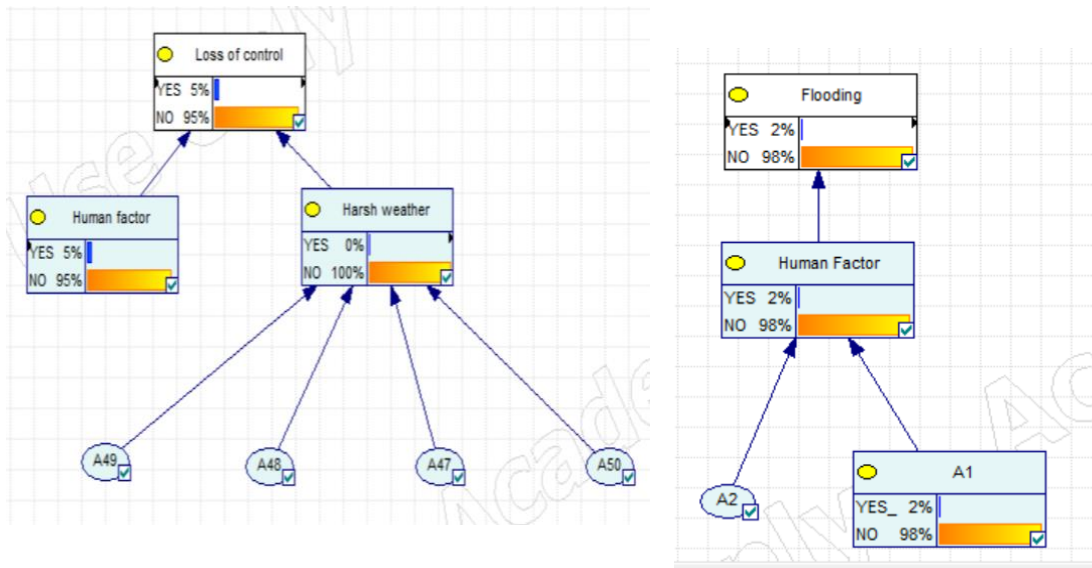 Loss of control
YES 5%
NO 95%
Human factor
YES 5%
NO 95%
Harsh weather
YES 0%
NO 100%
A49
A48
A47
A50
Flooding
YES 2%
NO 98%
Human Factor
YES 2%
NO 98%
A2
A1
YES_ 2%
NO 98%